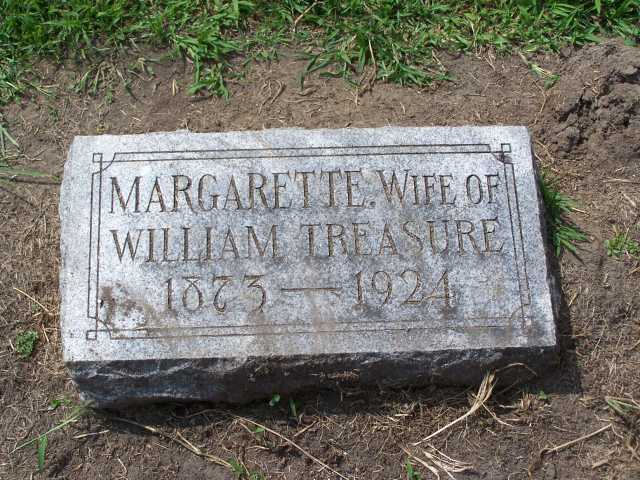 MARGARETTE. WIFE OF
WILLIAM TREASURE
1873 — 1924